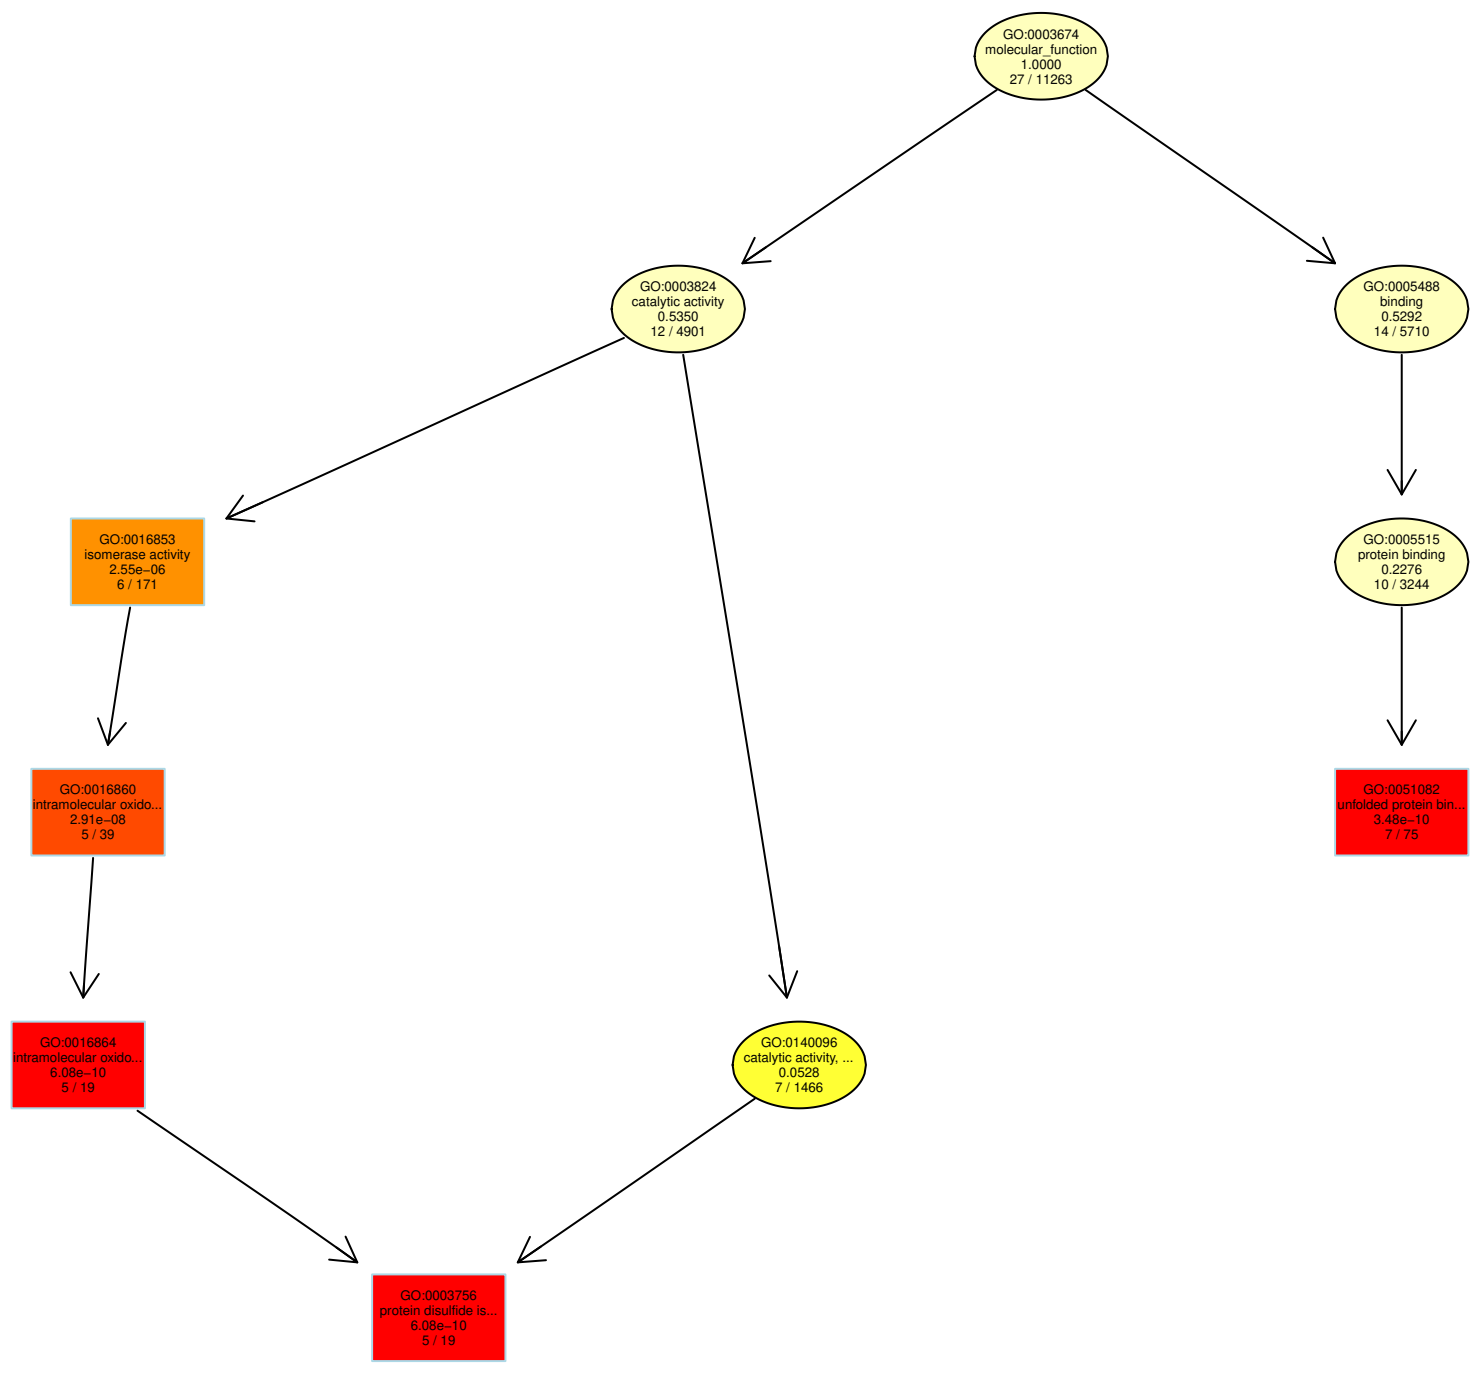 GO:0003674
molecular_function
1.0000
27 / 11263
GO:0003824
catalytic activity
0.5350
12 / 4901
GO:0005488
binding
0.5292
14 / 5710
GO:0016853
isomerase activity
2.55e−06
6 / 171
GO:0005515
protein binding
0.2276
10 / 3244
GO:0016860
intramolecular oxido...
2.91e−08
5 / 39
GO:0051082
unfolded protein bin...
3.48e−10
7 / 75
GO:0016864
intramolecular oxido...
6.08e−10
5 / 19
GO:0140096
catalytic activity, ...
0.0528
7 / 1466
GO:0003756
protein disulfide is...
6.08e−10
5 / 19